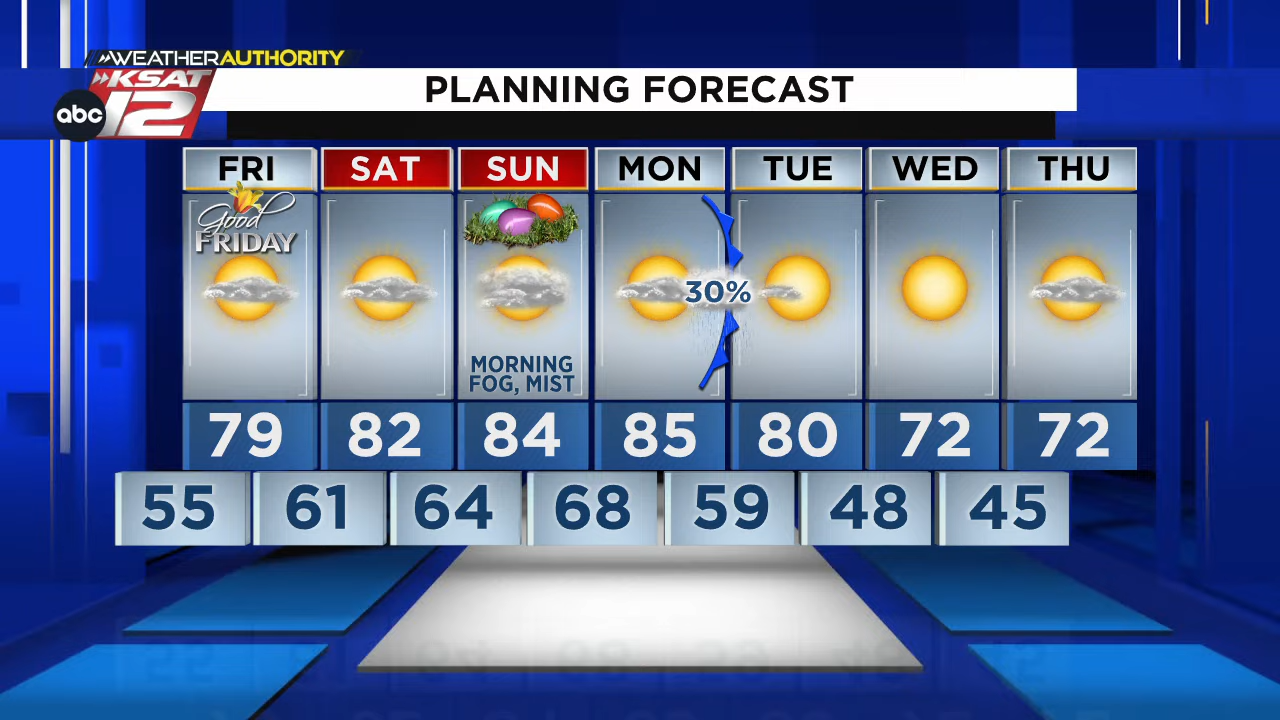 WEATHERAUTHORITY
KSAT
abc 12
PLANNING FORECAST
FRI SAT SUN MON TUE WED THU
Good
FRIDAY
30%
MORNING
FOG, MIST
79 82 84 85 80 72 72
55 61 64 68 59 48 45